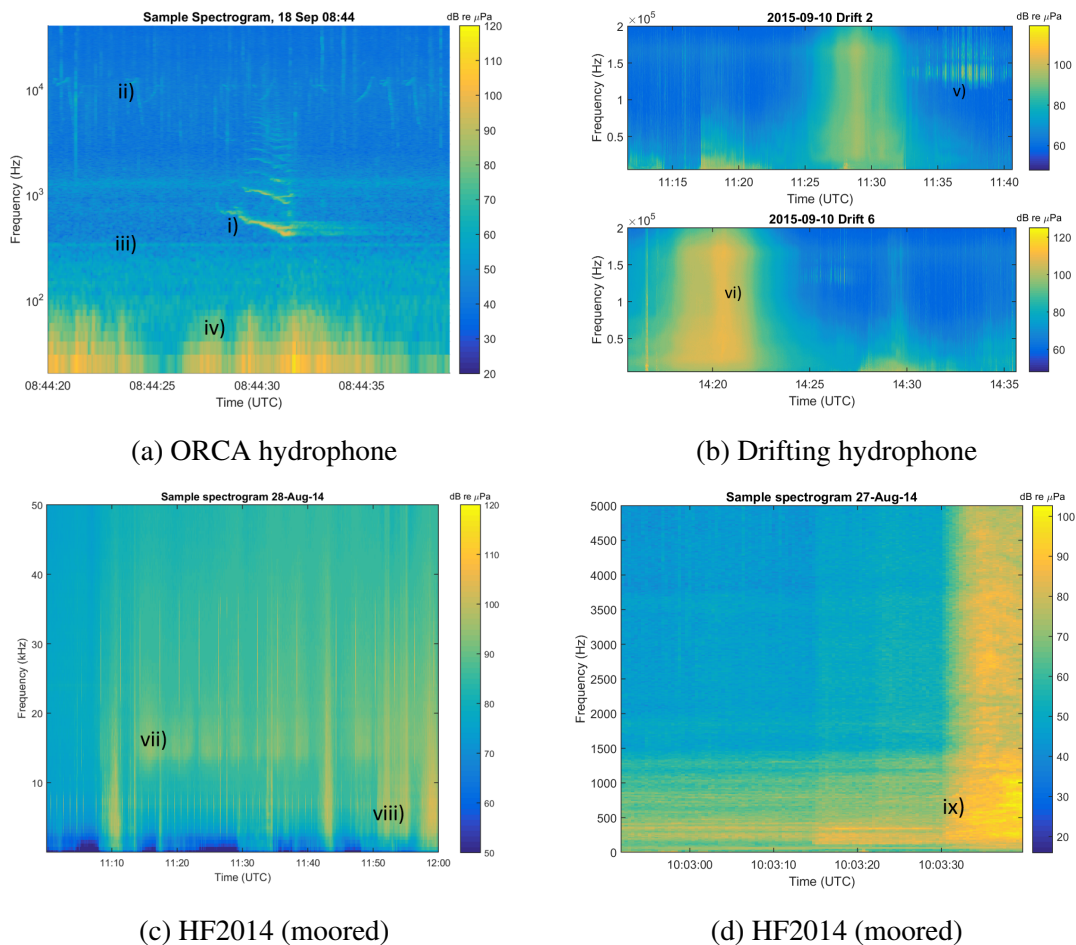 Sample Spectrogram, 18 Sep 08:44
dB re μPa
Frequency (Hz)
10⁴
10³
10²
ii)
i)
iii)
iv)
08:44:20
08:44:25
08:44:30
08:44:35
Time (UTC)
120
110
100
90
80
70
60
50
40
30
20
(a) ORCA hydrophone
2015-09-10 Drift 2
dB re μPa
× 10⁵
Frequency (Hz)
2
1.5
1
0.5
v)
11:15
11:20
11:25
11:30
11:35
11:40
Time (UTC)
100
80
60
2015-09-10 Drift 6
dB re μPa
× 10⁵
Frequency (Hz)
2
1.5
1
0.5
vi)
14:20
14:25
14:30
14:35
Time (UTC)
120
100
80
60
(b) Drifting hydrophone
Sample spectrogram 28-Aug-14
dB re μPa
Frequency (kHz)
50
40
30
20
10
vii)
viii)
11:10
11:20
11:30
11:40
11:50
12:00
Time (UTC)
120
110
100
90
80
70
60
50
(c) HF2014 (moored)
Sample spectrogram 27-Aug-14
dB re μPa
Frequency (Hz)
5000
4500
4000
3500
3000
2500
2000
1500
1000
500
0
ix)
10:03:00
10:03:10
10:03:20
10:03:30
Time (UTC)
100
90
80
70
60
50
40
30
20
(d) HF2014 (moored)